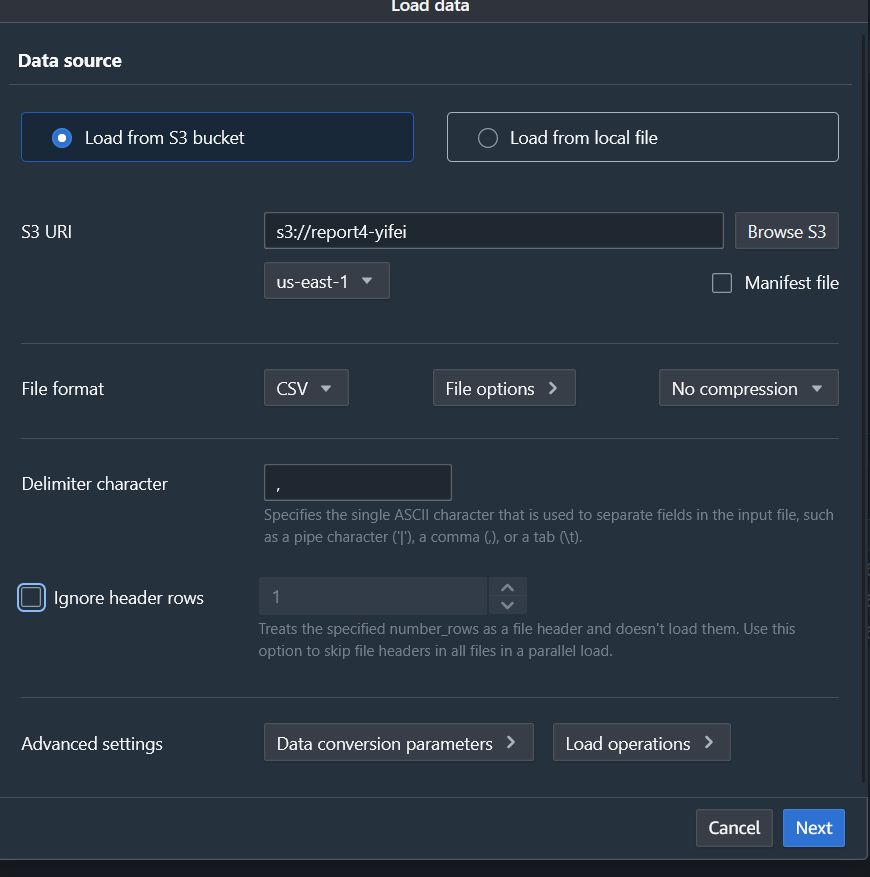 Load data
Data source
Load from S3 bucket
Load from local file
S3 URI
s3://report4-yifei
Browse S3
us-east-1
Manifest file
File format
CSV
File options
No compression
Delimiter character
,
Specifies the single ASCII character that is used to separate fields in the input file, such
as a pipe character ('|'), a comma (,), or a tab (\t).
Ignore header rows
1
Treats the specified number_rows as a file header and doesn't load them. Use this
option to skip file headers in all files in a parallel load.
Advanced settings
Data conversion parameters
Load operations
Cancel
Next